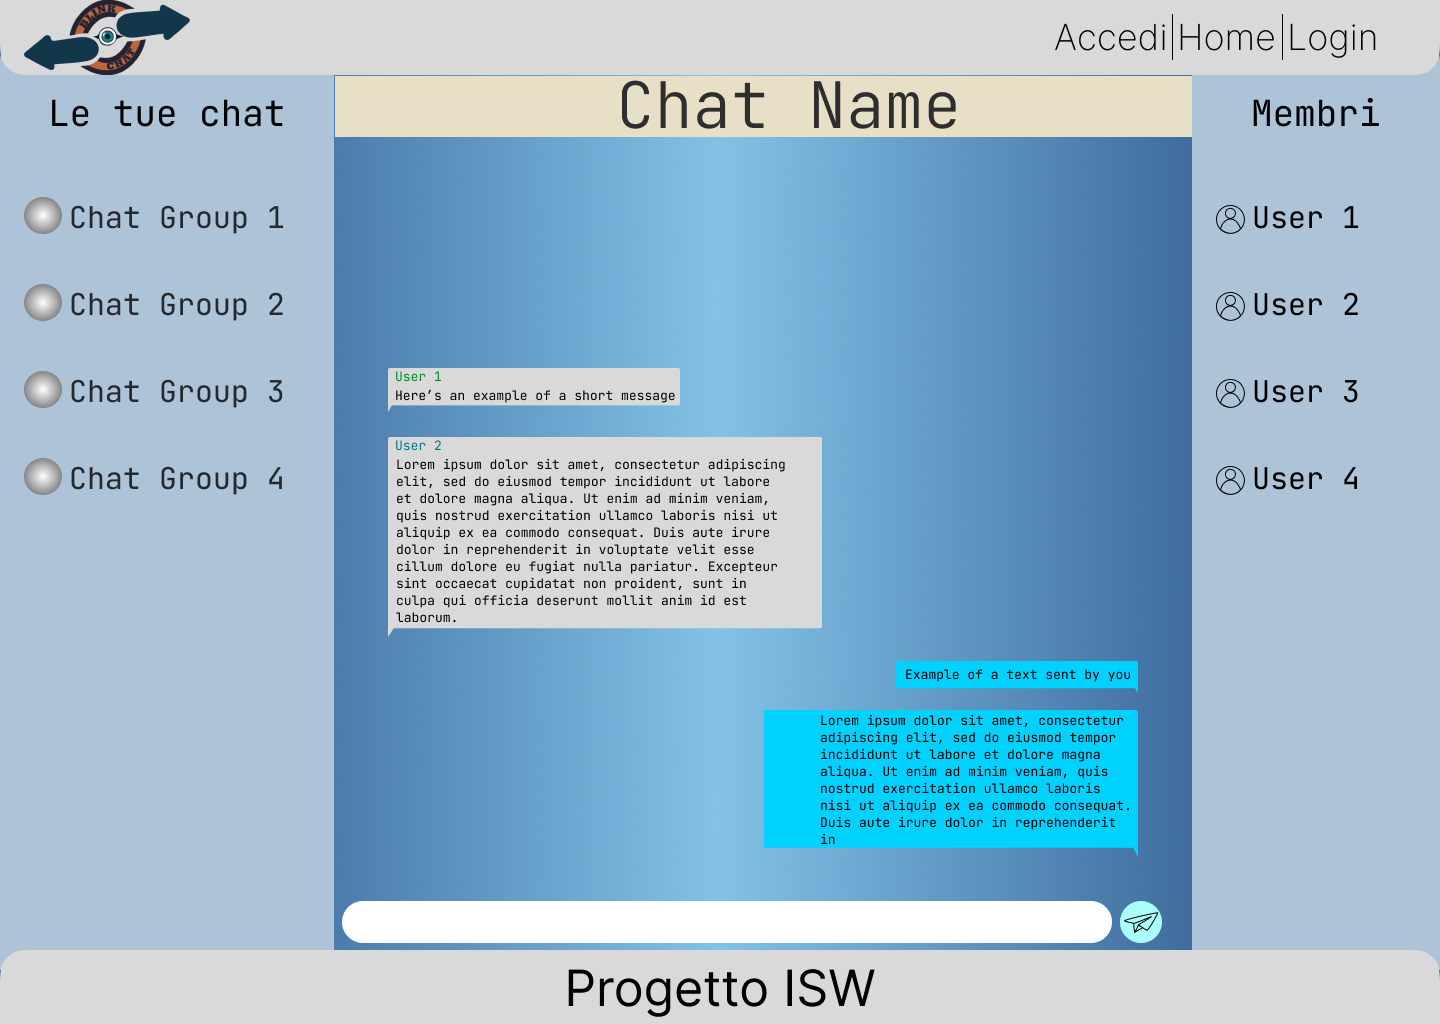 BLINK
CHAT
Accedi|Home|Login
Le tue chat
Chat Group 1
Chat Group 2
Chat Group 3
Chat Group 4
Chat Name
User 1
Here’s an example of a short message
User 2
Lorem ipsum dolor sit amet, consectetur adipiscing
elit, sed do eiusmod tempor incididunt ut labore
et dolore magna aliqua. Ut enim ad minim veniam,
quis nostrud exercitation ullamco laboris nisi ut
aliquip ex ea commodo consequat. Duis aute irure
dolor in reprehenderit in voluptate velit esse
cillum dolore eu fugiat nulla pariatur. Excepteur
sint occaecat cupidatat non proident, sunt in
culpa qui officia deserunt mollit anim id est
laborum.
Example of a text sent by you
Lorem ipsum dolor sit amet, consectetur
adipiscing elit, sed do eiusmod tempor
incididunt ut labore et dolore magna
aliqua. Ut enim ad minim veniam, quis
nostrud exercitation ullamco laboris
nisi ut aliquip ex ea commodo consequat.
Duis aute irure dolor in reprehenderit
in
Membri
User 1
User 2
User 3
User 4
Progetto ISW